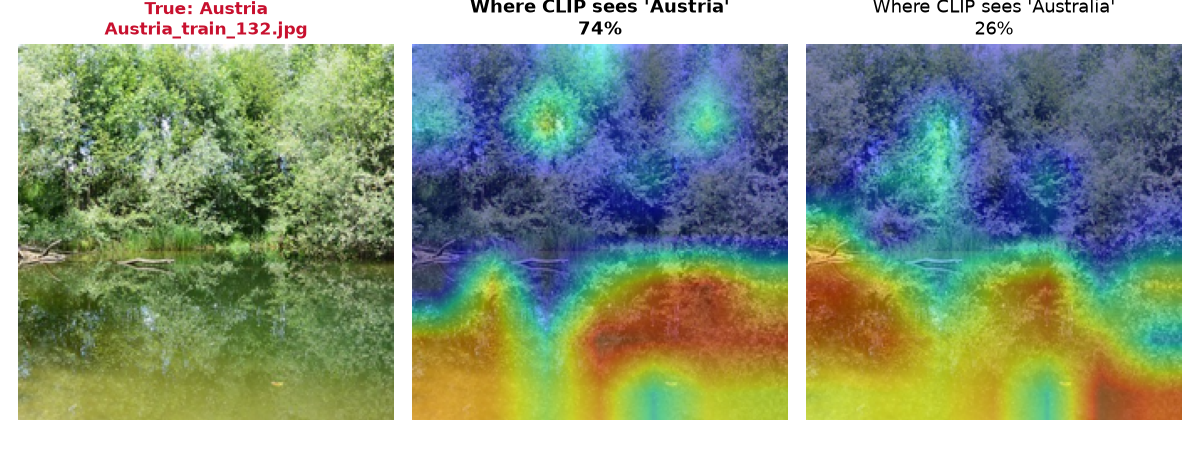 True: Austria
Austria_train_132.jpg
Where CLIP sees 'Austria'
74%
Where CLIP sees 'Australia'
26%